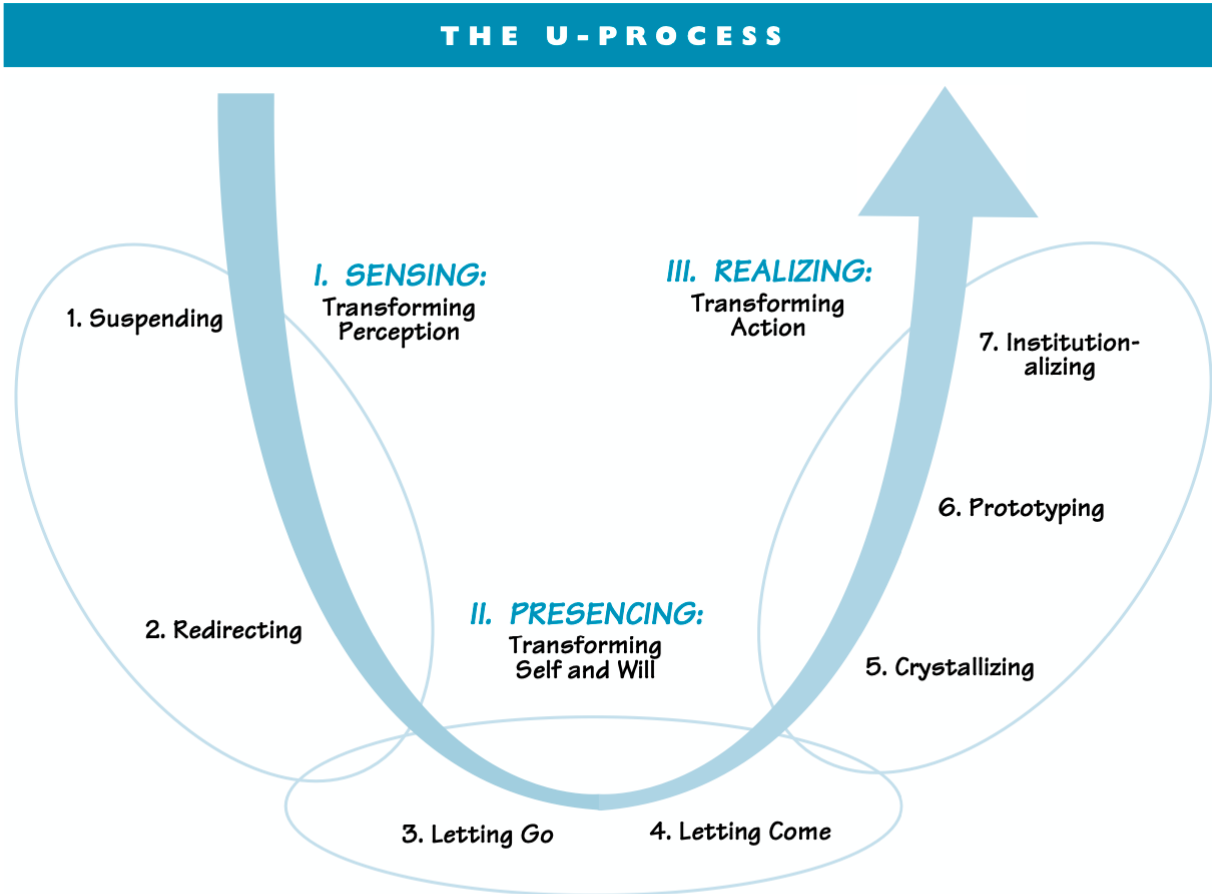 THE U-PROCESS
I. SENSING:
Transforming
Perception
1. Suspending
2. Redirecting
II. PRESENCING:
Transforming
Self and Will
3. Letting Go
4. Letting Come
III. REALIZING:
Transforming
Action
5. Crystallizing
6. Prototyping
7. Institution-
alizing